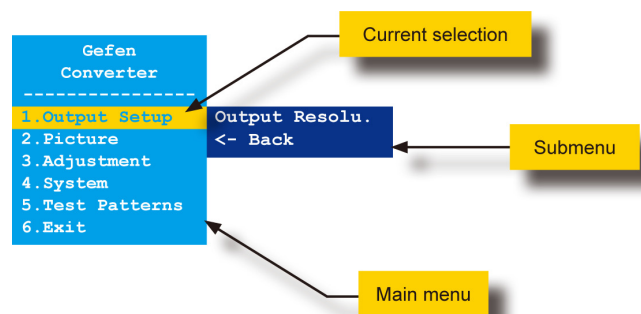 Current selection
Gefen
Converter
-----------------
1.Output Setup
Output Resolu.
2.Picture
<- Back
3.Adjustment
Submenu
4.System
5.Test Patterns
6.Exit
Main menu